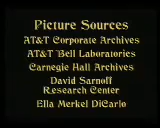 Picture Sources
AT&T Corporate Archives
AT&T Bell Laboratories
Carnegie Hall Archives
David Sarnoff
Research Center
Ella Merkel DiCarlo